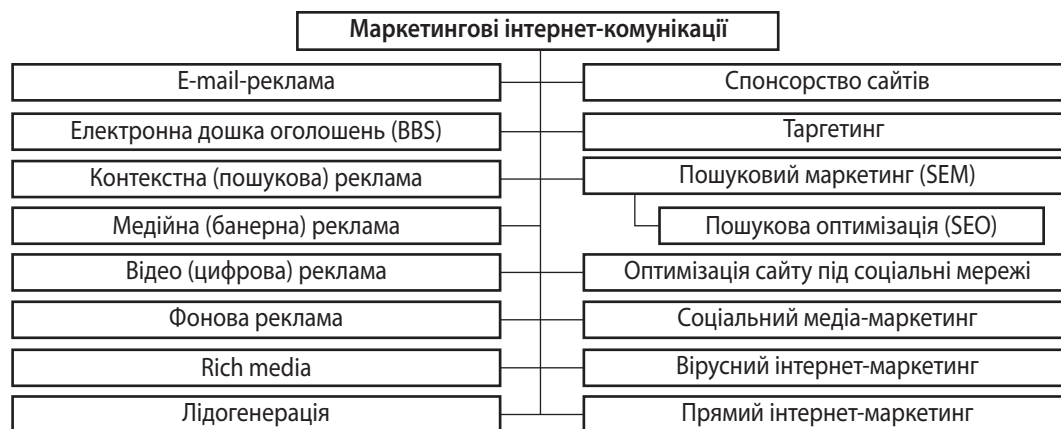 Маркетингові інтернет-комунікації
E-mail-реклама
Спонсорство сайтів
Електронна дошка оголошень (BBS)
Таргетинг
Контекстна (пошукова) реклама
Пошуковий маркетинг (SEM)
Медійна (банерна) реклама
Пошукова оптимізація (SEO)
Відео (цифрова) реклама
Оптимізація сайту під соціальні мережі
Фонова реклама
Соціальний медіа-маркетинг
Rich media
Вірусний інтернет-маркетинг
Лідогенерація
Прямий інтернет-маркетинг